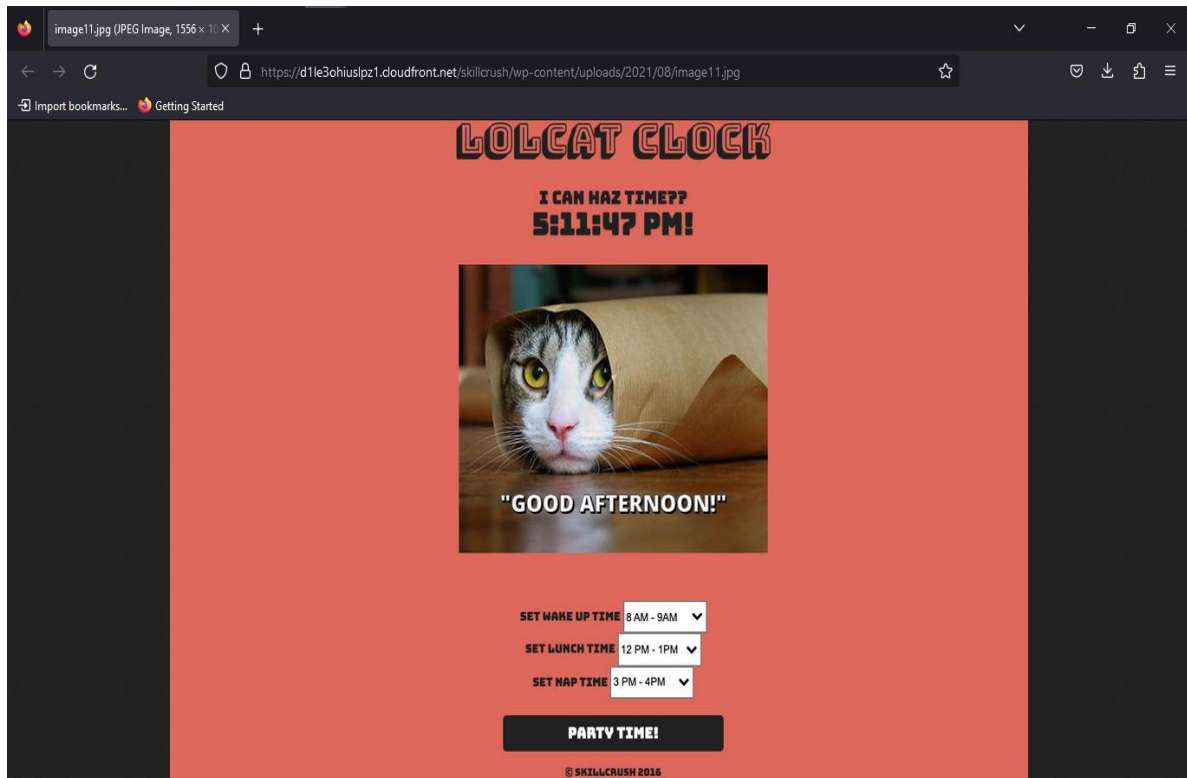 image11.jpg (JPEG Image, 1556 × 10
https://d1le3ohiuslpz1.cloudfront.net/skillcrush/wp-content/uploads/2021/08/image11.jpg
Import bookmarks... Getting Started
LOLCAT CLOCK
I CAN HAZ TIME??
5:11:47 PM!
"GOOD AFTERNOON!"
SET WAKE UP TIME 8 AM - 9AM
SET LUNCH TIME 12 PM - 1PM
SET NAP TIME 3 PM - 4PM
PARTY TIME!
© SKILLCRUSH 2016